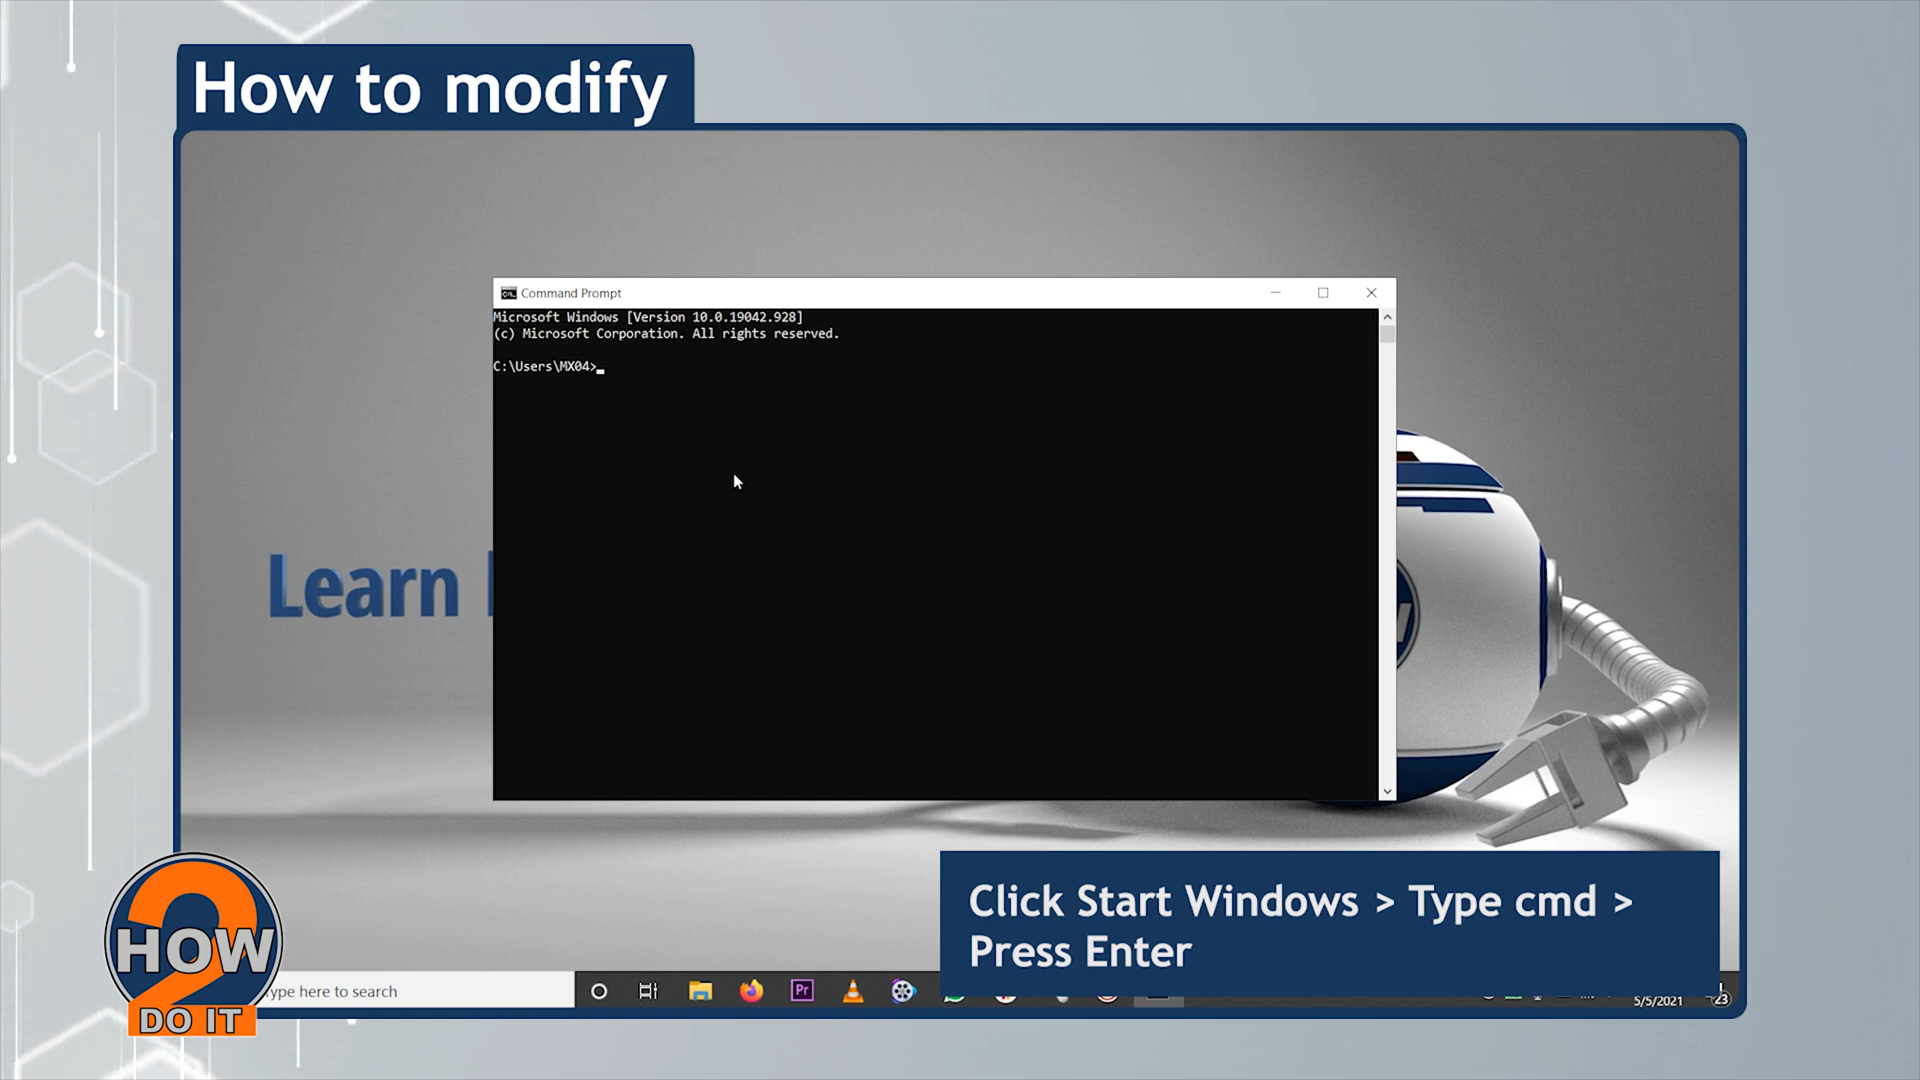 How to modify
Command Prompt
Microsoft Windows [Version 10.0.19042.928]
(c) Microsoft Corporation. All rights reserved.
C:\Users\MX04>
Learn
Click Start Windows > Type cmd >
Press Enter
HOW
2
DO IT
ype here to search
Pr
5/5/2021
23